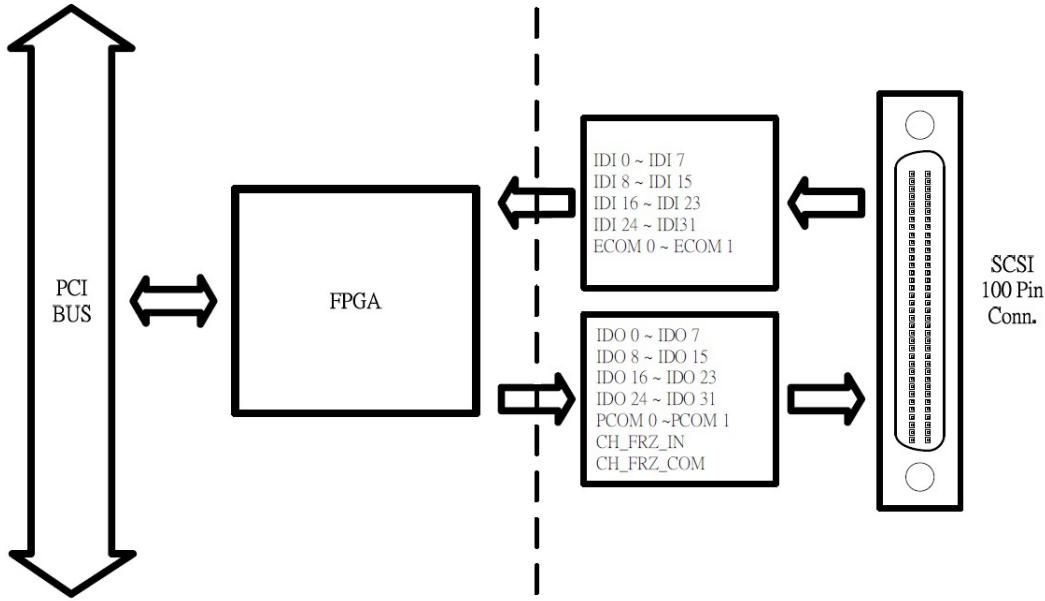 PCI
BUS
FPGA
IDI 0 ~ IDI 7
IDI 8 ~ IDI 15
IDI 16 ~ IDI 23
IDI 24 ~ IDI31
ECOM 0 ~ ECOM 1
IDO 0 ~ IDO 7
IDO 8 ~ IDO 15
IDO 16 ~ IDO 23
IDO 24 ~ IDO 31
PCOM 0 ~PCOM 1
CH_FRZ_IN
CH_FRZ_COM
SCSI
100 Pin
Conn.